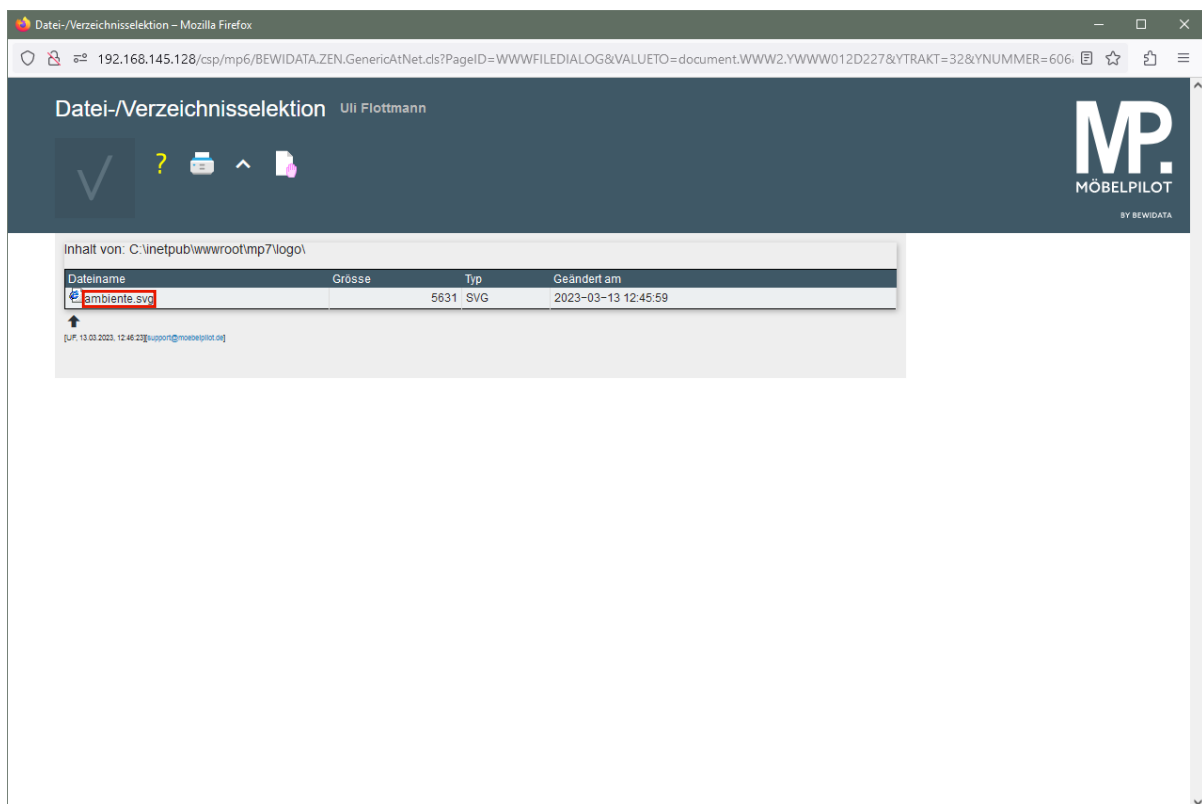 Datei-/Verzeichnisselektion – Mozilla Firefox
192.168.145.128/csp/mp6/BEWIDATA.ZEN.GenericAtNet.cls?PageID=WWWFILEDIALOG&VALUETO=document.WWW2.YWWW012D227&YTRAKT=32&YNUMMER=606
Datei-/Verzeichnisselektion Uli Flottmann
?
MP.
MÖBELPILOT
BY BEWIDATA
Inhalt von: C:\inetpub\wwwroot\mp7\logo\
Dateiname Grösse Typ Geändert am
ambiente.svg 5631 SVG 2023-03-13 12:45:59
[UF, 13.03.2023, 12:46:23][support@moebelpilot.de]